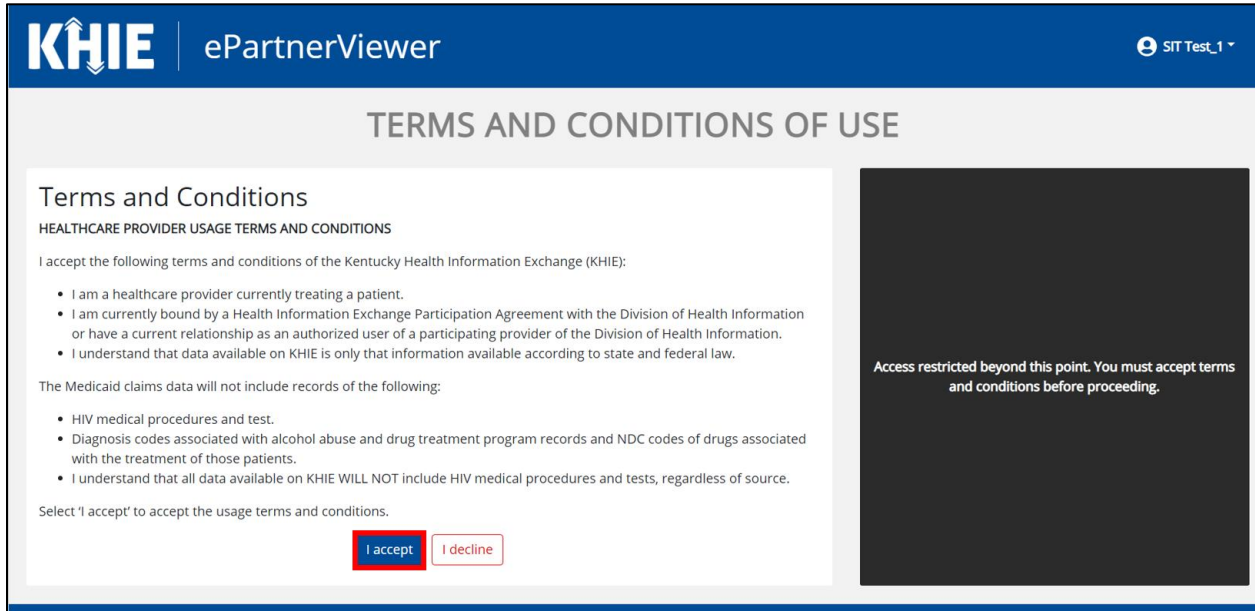 KHIE ePartnerViewer SIT Test_1
TERMS AND CONDITIONS OF USE
Terms and Conditions
HEALTHCARE PROVIDER USAGE TERMS AND CONDITIONS
I accept the following terms and conditions of the Kentucky Health Information Exchange (KHIE):
• I am a healthcare provider currently treating a patient.
• I am currently bound by a Health Information Exchange Participation Agreement with the Division of Health Information
or have a current relationship as an authorized user of a participating provider of the Division of Health Information.
• I understand that data available on KHIE is only that information available according to state and federal law.
The Medicaid claims data will not include records of the following:
• HIV medical procedures and test.
• Diagnosis codes associated with alcohol abuse and drug treatment program records and NDC codes of drugs associated
with the treatment of those patients.
• I understand that all data available on KHIE WILL NOT include HIV medical procedures and tests, regardless of source.
Select ‘I accept’ to accept the usage terms and conditions.
I accept I decline
Access restricted beyond this point. You must accept terms
and conditions before proceeding.